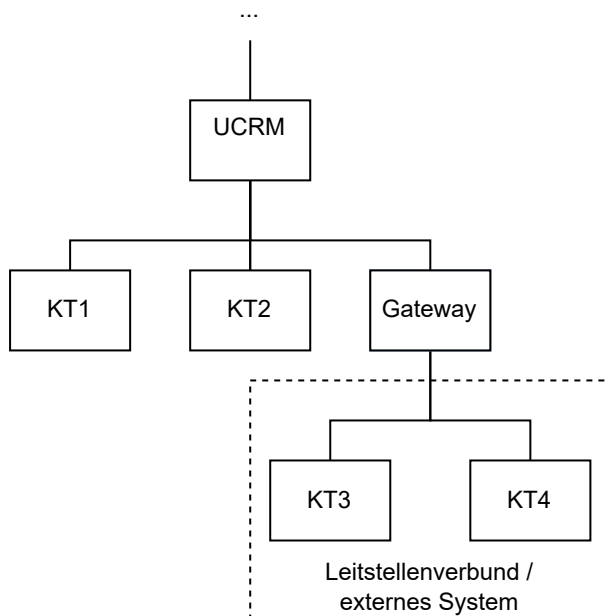 ...
UCRM
KT1
KT2
Gateway
KT3
KT4
Leitstellenverbund /
externes System